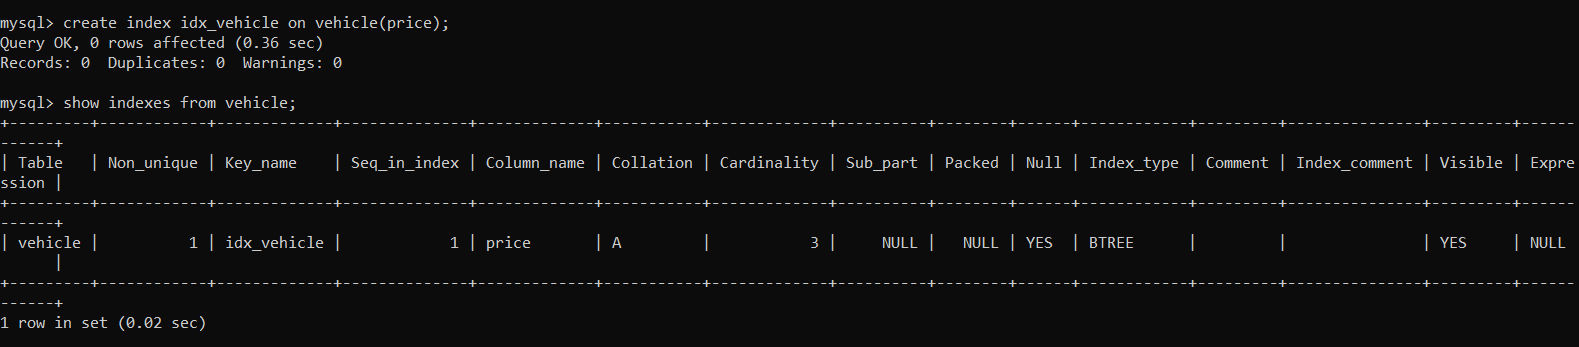 mysql> create index idx_vehicle on vehicle(price);
Query OK, 0 rows affected (0.36 sec)
Records: 0  Duplicates: 0  Warnings: 0

mysql> show indexes from vehicle;
+---------+------------+-------------+--------------+-------------+-----------+-------------+----------+--------+------+------------+---------+---------------+---------+------
------+
| Table   | Non_unique | Key_name    | Seq_in_index | Column_name | Collation | Cardinality | Sub_part | Packed | Null | Index_type | Comment | Index_comment | Visible | Expre
ssion |
+---------+------------+-------------+--------------+-------------+-----------+-------------+----------+--------+------+------------+---------+---------------+---------+------
------+
| vehicle |          1 | idx_vehicle |            1 | price       | A         |           3 |     NULL |   NULL | YES  | BTREE      |         |               | YES     | NULL
      |
+---------+------------+-------------+--------------+-------------+-----------+-------------+----------+--------+------+------------+---------+---------------+---------+------
------+
1 row in set (0.02 sec)